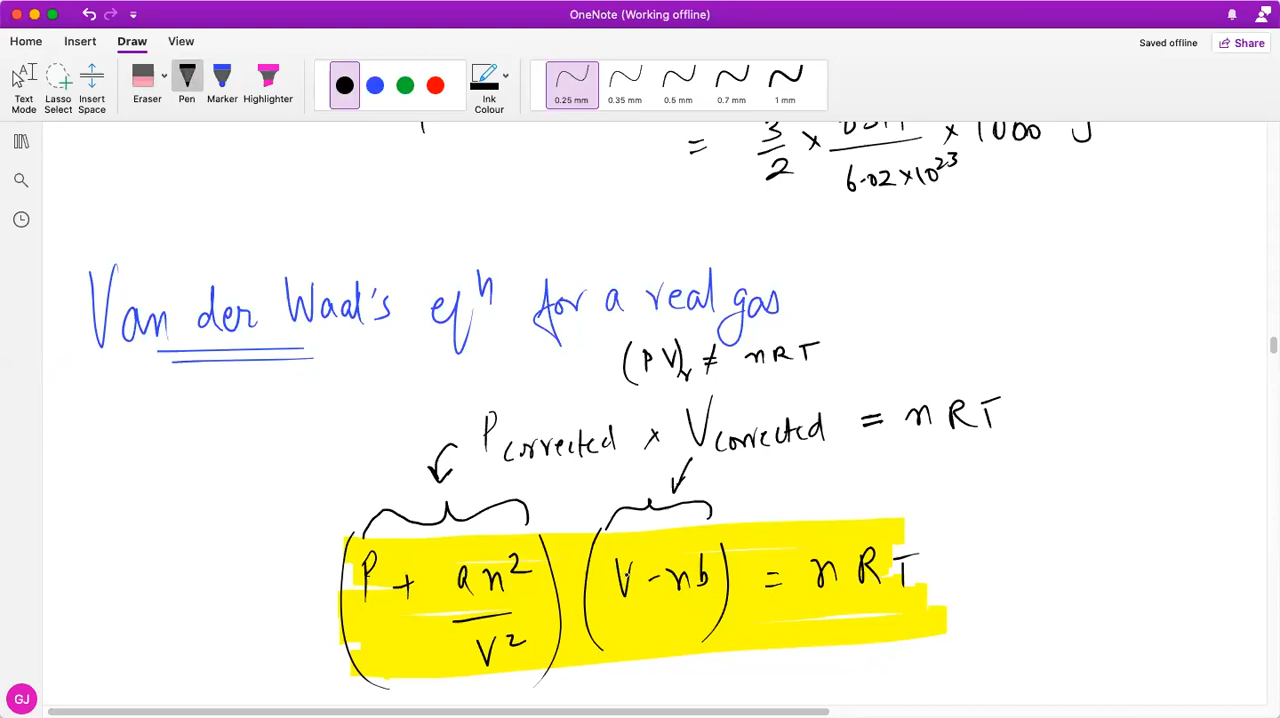 OneNote (Working offline)
Home Insert Draw View
Saved offline
Share
Text Mode
Lasso Select
Insert Space
Eraser
Pen
Marker
Highlighter
Ink Colour
0.25 mm
0.35 mm
0.5 mm
0.7 mm
1 mm
= 3/2 × /6.02×10^23 × 1000 J
Van der Waal's eqⁿ for a real gas
(PV)r ≠ nRT
Pcorrected × Vcorrected = nRT
(P + an²/V²) (V - nb) = nRT
GJ